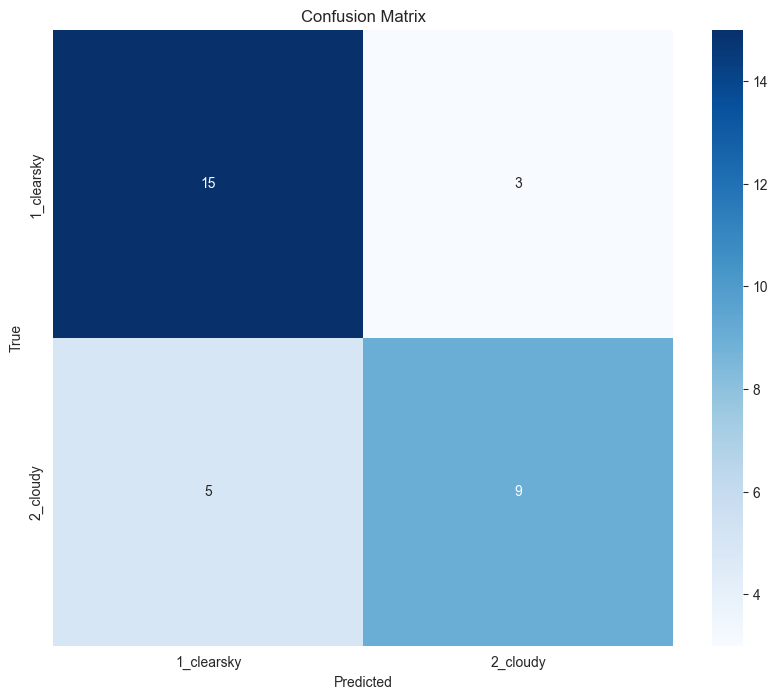 Confusion Matrix
1_clearsky
2_cloudy
True
15
3
5
9
1_clearsky
2_cloudy
Predicted
14
12
10
8
6
4